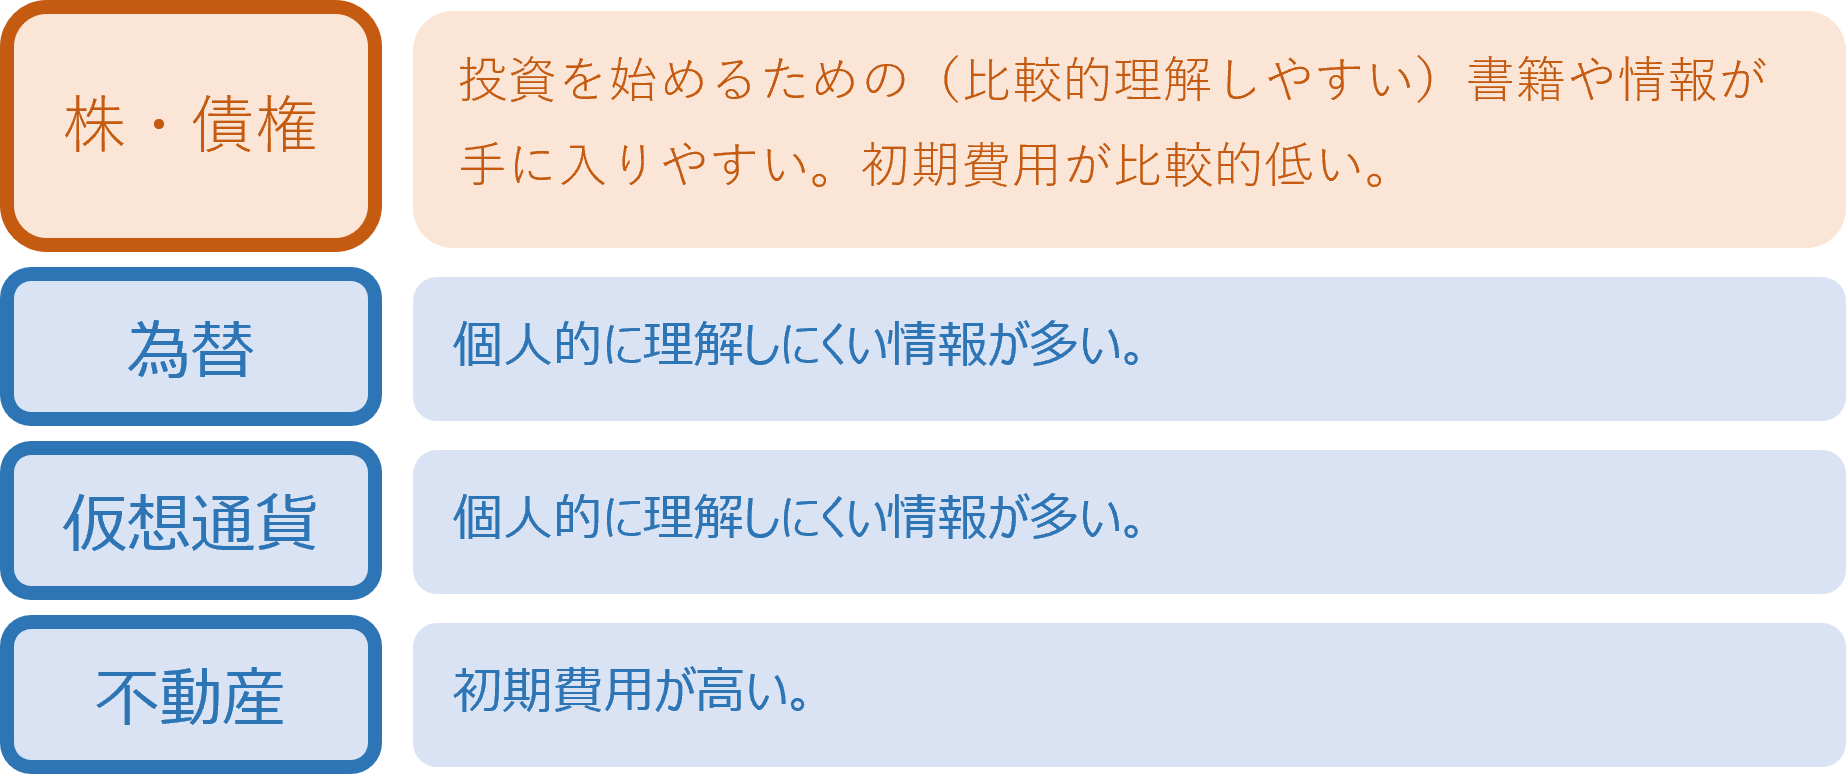 株・債権
投資を始めるための（比較的理解しやすい）書籍や情報が
手に入りやすい。初期費用が比較的低い。
為替
個人的に理解しにくい情報が多い。
仮想通貨
個人的に理解しにくい情報が多い。
不動産
初期費用が高い。